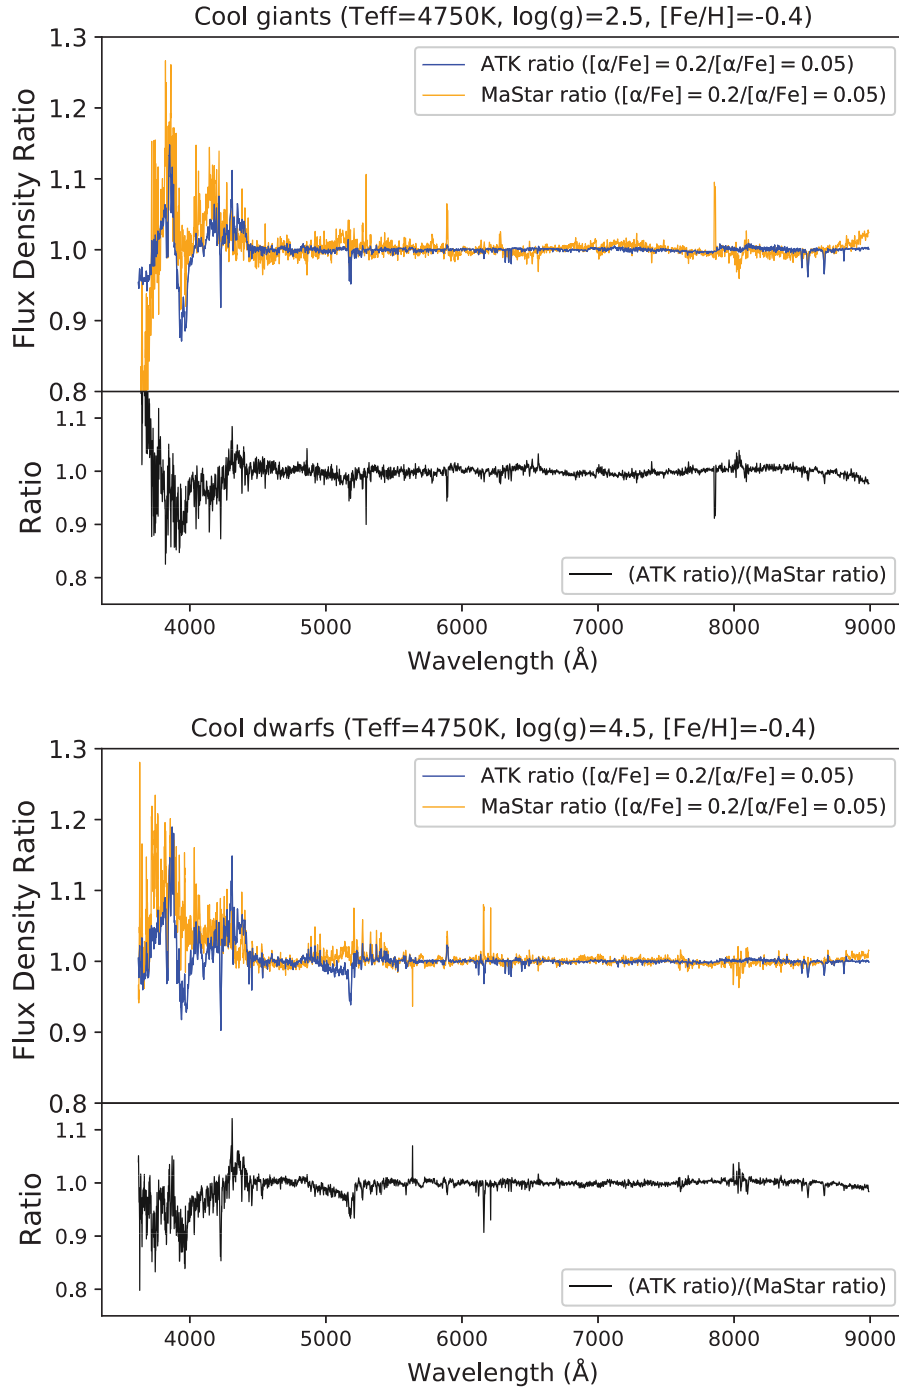 Cool giants (Teff=4750K, log(g)=2.5, [Fe/H]=-0.4)
1.3
1.2
1.1
1.0
0.9
0.8
Flux Density Ratio
ATK ratio ([α/Fe] = 0.2/[α/Fe] = 0.05)
MaStar ratio ([α/Fe] = 0.2/[α/Fe] = 0.05)
1.1
1.0
0.9
0.8
Ratio
(ATK ratio)/(MaStar ratio)
4000 5000 6000 7000 8000 9000
Wavelength (Å)
Cool dwarfs (Teff=4750K, log(g)=4.5, [Fe/H]=-0.4)
1.3
1.2
1.1
1.0
0.9
0.8
Flux Density Ratio
ATK ratio ([α/Fe] = 0.2/[α/Fe] = 0.05)
MaStar ratio ([α/Fe] = 0.2/[α/Fe] = 0.05)
1.1
1.0
0.9
0.8
Ratio
(ATK ratio)/(MaStar ratio)
4000 5000 6000 7000 8000 9000
Wavelength (Å)